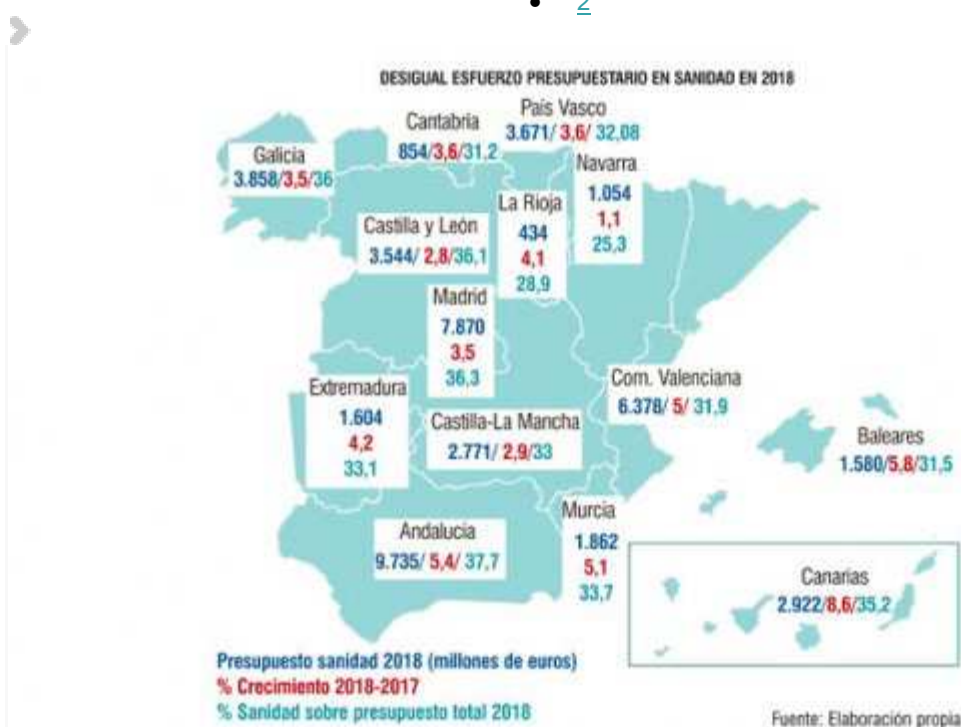 2
DESIGUAL ESFUERZO PRESUPUESTARIO EN SANIDAD EN 2018
País Vasco
3.671/ 3,6/ 32,08
Cantabria
854/3,6/31,2
Galicia
3.858/3,5/36
Navarra
1.054
1,1
25,3
La Rioja
434
4,1
28,9
Castilla y León
3.544/ 2,8/36,1
Madrid
7.870
3,5
36,3
Extremadura
1.604
4,2
33,1
Castilla-La Mancha
2.771/ 2,9/33
Com. Valenciana
6.378/ 5/ 31,9
Baleares
1.580/5,8/31,5
Andalucia
9.735/ 5,4/ 37,7
Murcia
1.862
5,1
33,7
Canarias
2.922/8,6/35,2
Presupuesto sanidad 2018 (millones de euros)
% Crecimiento 2018-2017
% Sanidad sobre presupuesto total 2018
Fuente: Elaboración propia